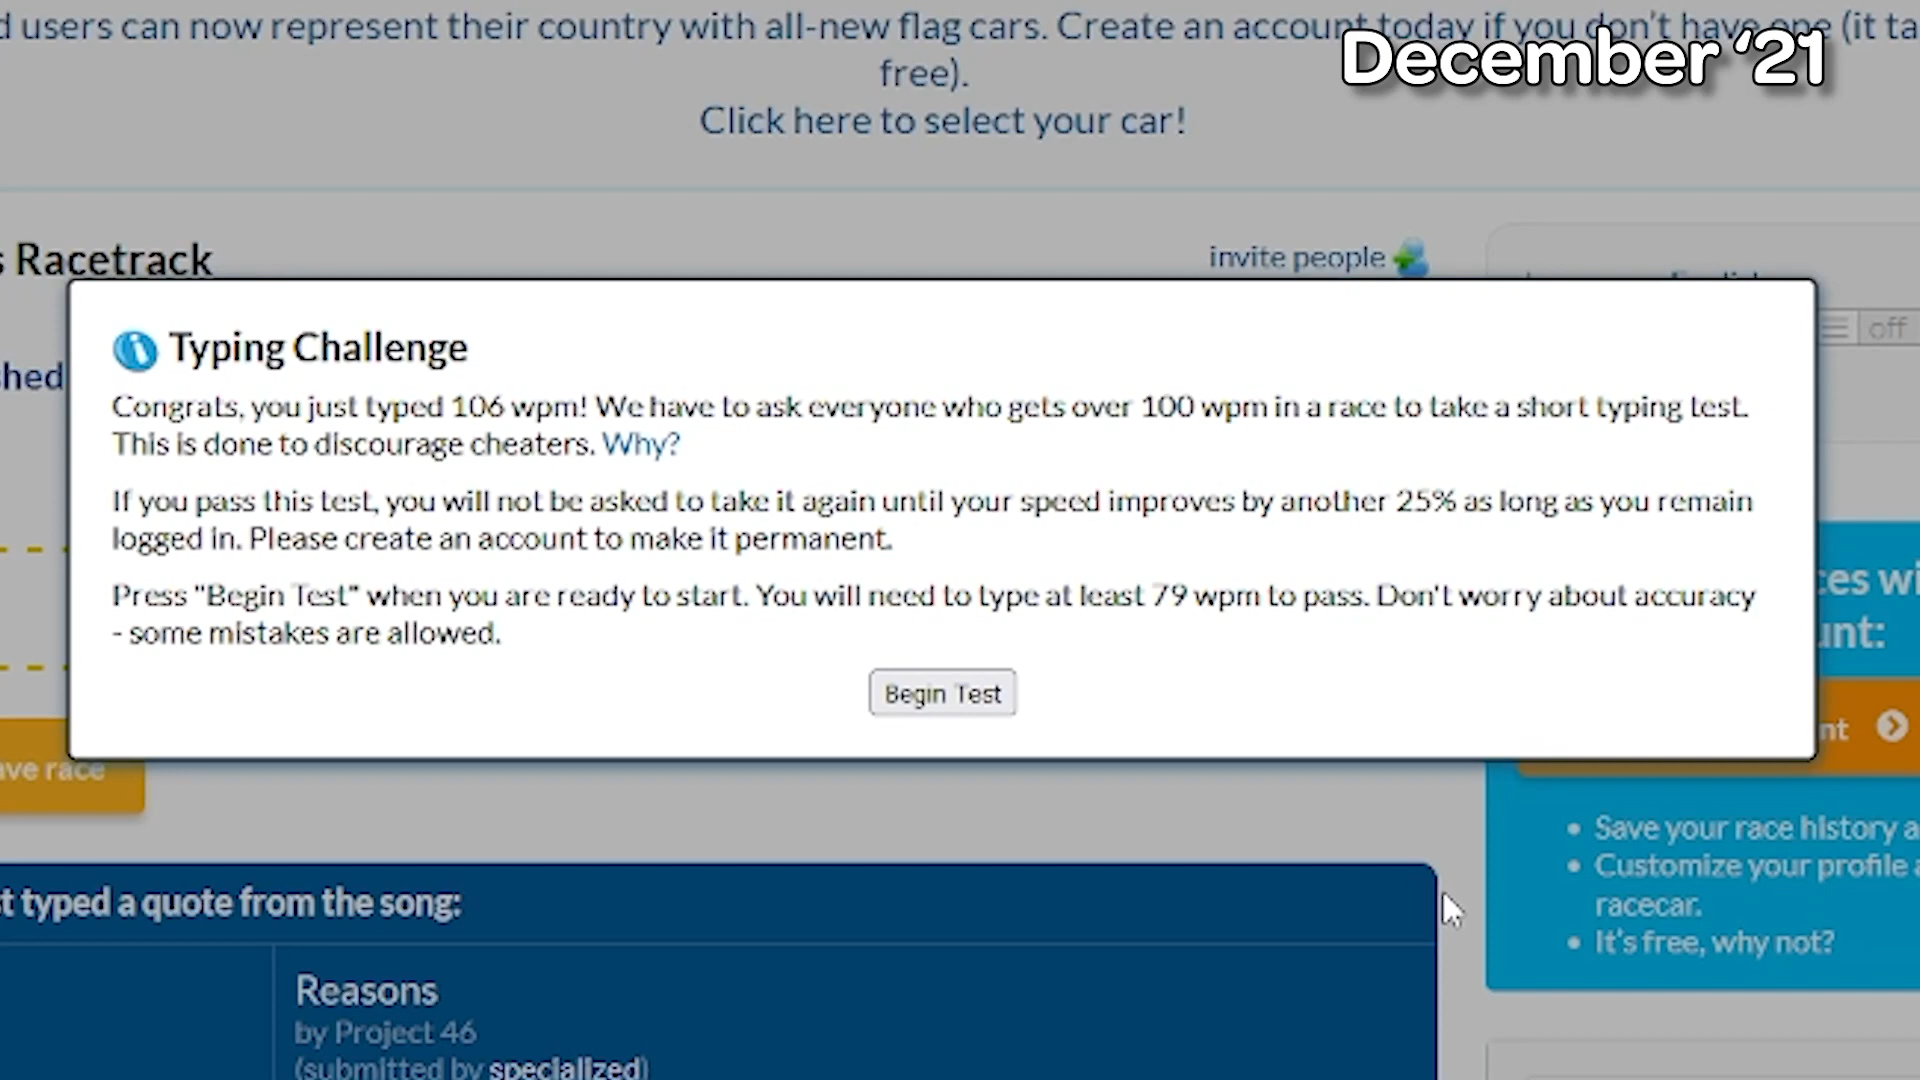 users can now represent their country with all-new flag cars. Create an account today if you don't have one (it
free).
Click here to select your car!
December '21
Racetrack
invite people
off
Typing Challenge
Congrats, you just typed 106 wpm! We have to ask everyone who gets over 100 wpm in a race to take a short typing test.
This is done to discourage cheaters. Why?
If you pass this test, you will not be asked to take it again until your speed improves by another 25% as long as you remain
logged in. Please create an account to make it permanent.
Press "Begin Test" when you are ready to start. You will need to type at least 79 wpm to pass. Don't worry about accuracy
- some mistakes are allowed.
Begin Test
race
typed a quote from the song:
Reasons
by Project 46
(submitted by specialized)
• Save your race history
• Customize your profile
racecar.
• It's free, why not?